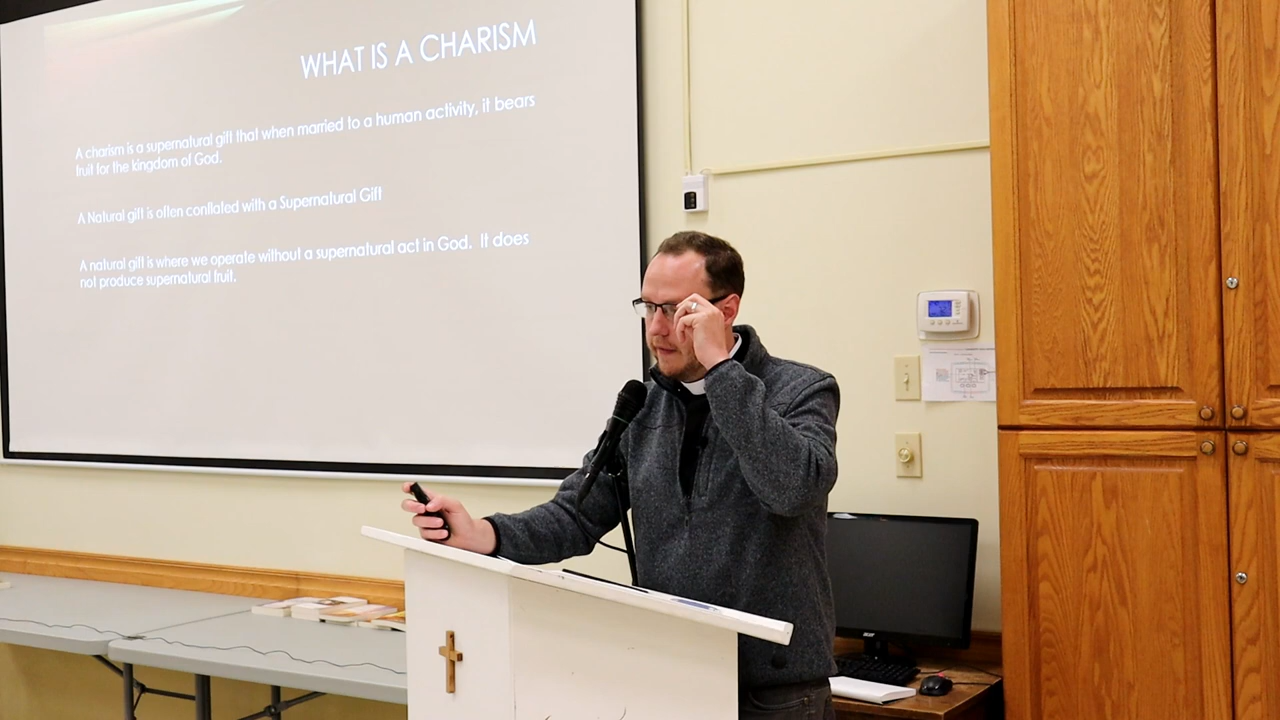 WHAT IS A CHARISM
A charism is a supernatural gift that when married to a human activity, it bears
fruit for the kingdom of God.
A Natural gift is often conflated with a Supernatural Gift
A natural gift is where we operate without a supernatural act in God. It does
not produce supernatural fruit.
acer